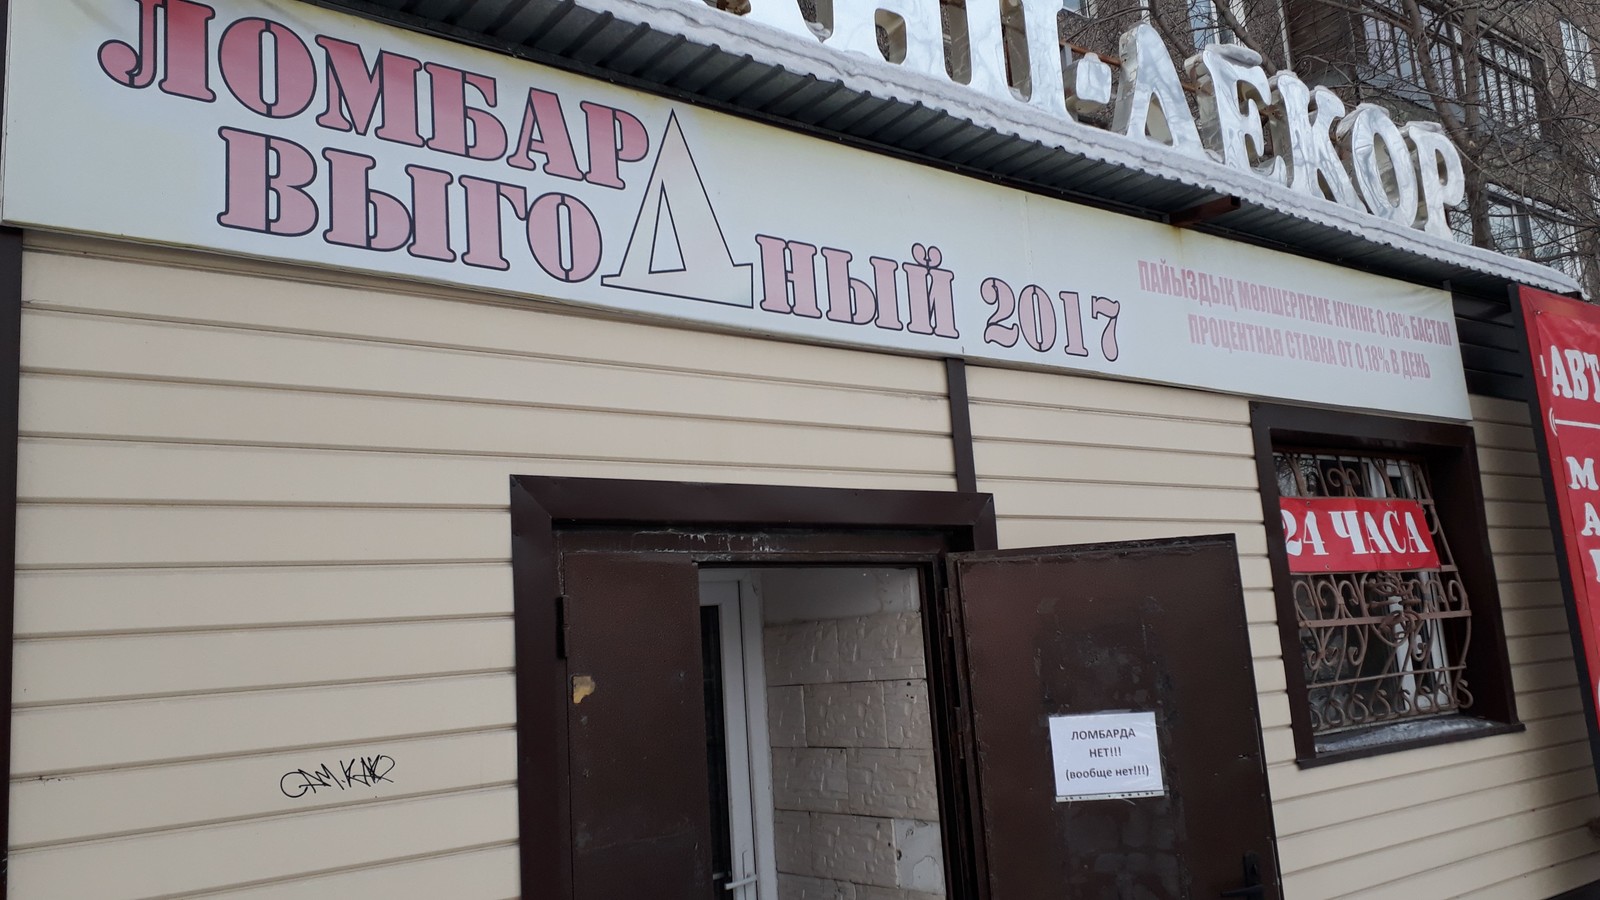 ЛОМБАРД
ВЫГОДНЫЙ 2017
ПАЙЫЗДЫҚ МӨЛШЕРЛЕМЕ КҮНІНЕ 0,18% БАСТАП
ПРОЦЕНТНАЯ СТАВКА ОТ 0,18% В ДЕНЬ
ДЕКОР
24 ЧАСА
ЛОМБАРДА
НЕТ!!!
(вообще нет!!!)
АВТ
М
А